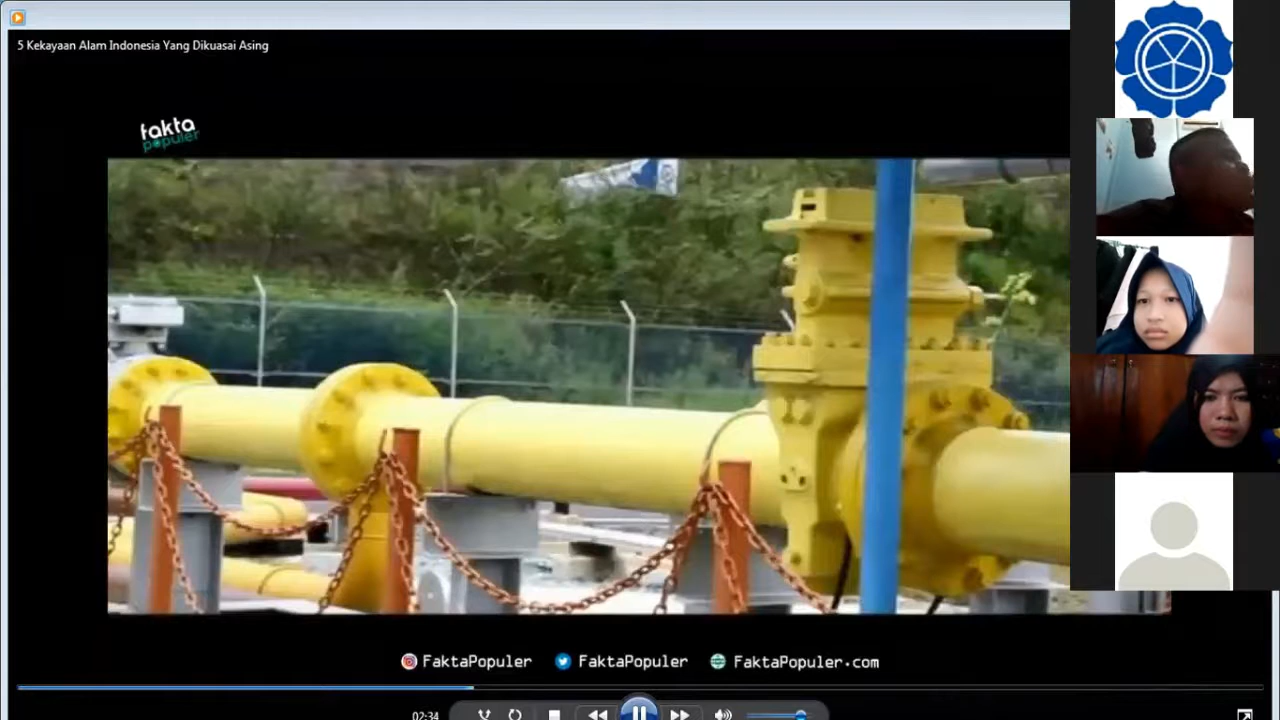 5 Kekayaan Alam Indonesia Yang Dikuasai Asing
fakta
populer
FaktaPopuler
FaktaPopuler
FaktaPopuler.com
02:34